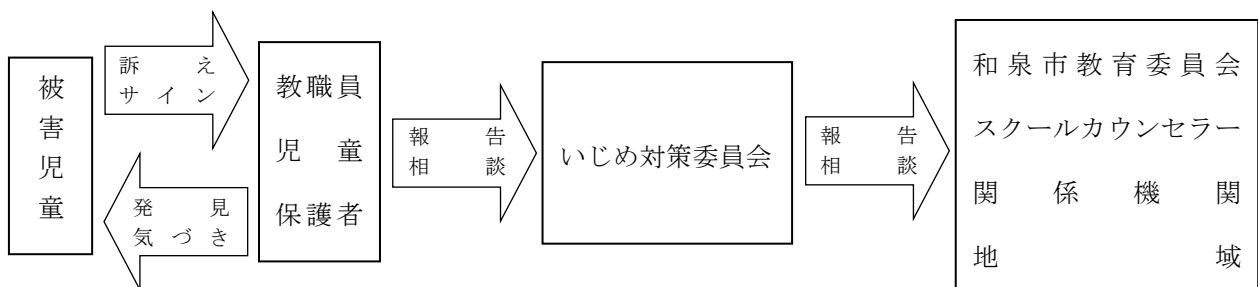 被害児童
訴え
サイン
発見
気づき
教職員
児童
保護者
報告
相談
いじめ対策委員会
報告
相談
和泉市教育委員会
スクールカウンセラー
関係機関
地域